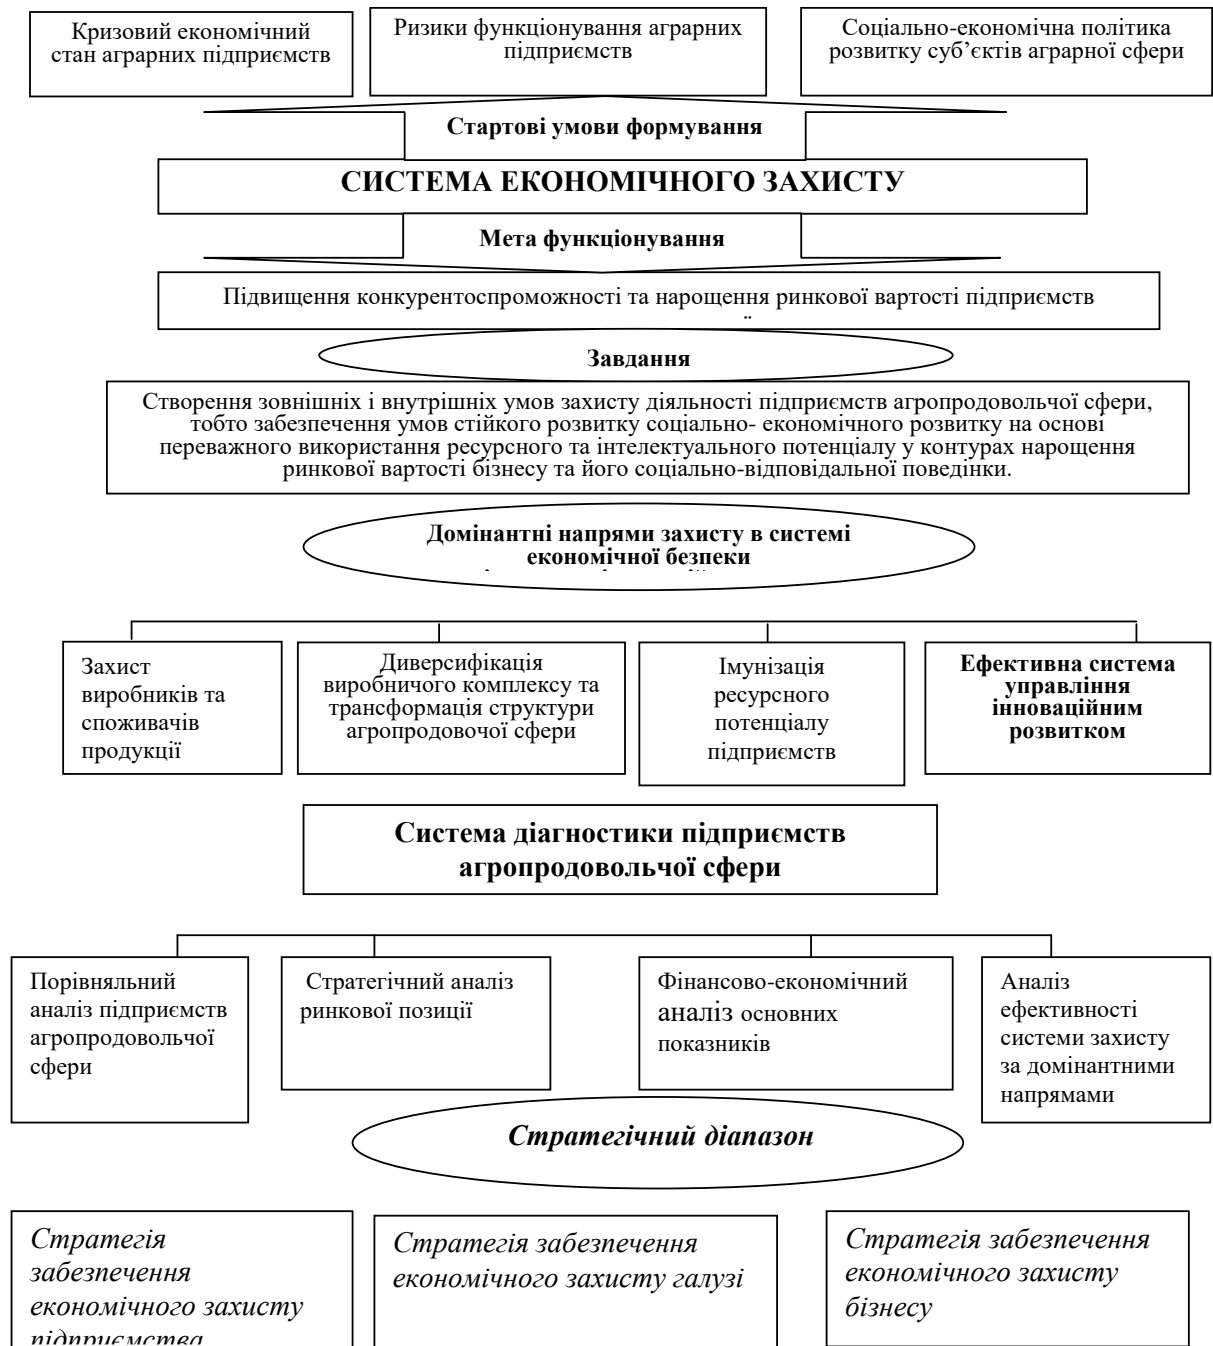 Кризовий економічний
стан аграрних підприємств
Ризики функціонування аграрних
підприємств
Соціально-економічна політика
розвитку суб’єктів аграрної сфери
Стартові умови формування
СИСТЕМА ЕКОНОМІЧНОГО ЗАХИСТУ
Мета функціонування
Підвищення конкурентоспроможності та нарощення ринкової вартості підприємств
Завдання
Створення зовнішніх і внутрішніх умов захисту діяльності підприємств агропродовольчої сфери,
тобто забезпечення умов стійкого розвитку соціально- економічного розвитку на основі
переважного використання ресурсного та інтелектуального потенціалу у контурах нарощення
ринкової вартості бізнесу та його соціально-відповідальної поведінки.
Домінантні напрями захисту в системі
економічної безпеки
Захист
виробників та
споживачів
продукції
Диверсифікація
виробничого комплексу та
трансформація структури
агропродовочої сфери
Імунізація
ресурсного
потенціалу
підприємств
Ефективна система
управління
інноваційним
розвитком
Система діагностики підприємств
агропродовольчої сфери
Порівняльний
аналіз підприємств
агропродовольчої
сфери
Стратегічний аналіз
ринкової позиції
Фінансово-економічний
аналіз основних
показників
Аналіз
ефективності
системи захисту
за домінантними
напрямами
Стратегічний діапазон
Стратегія
забезпечення
економічного захисту
підприємства
Стратегія забезпечення
економічного захисту галузі
Стратегія забезпечення
економічного захисту
бізнесу